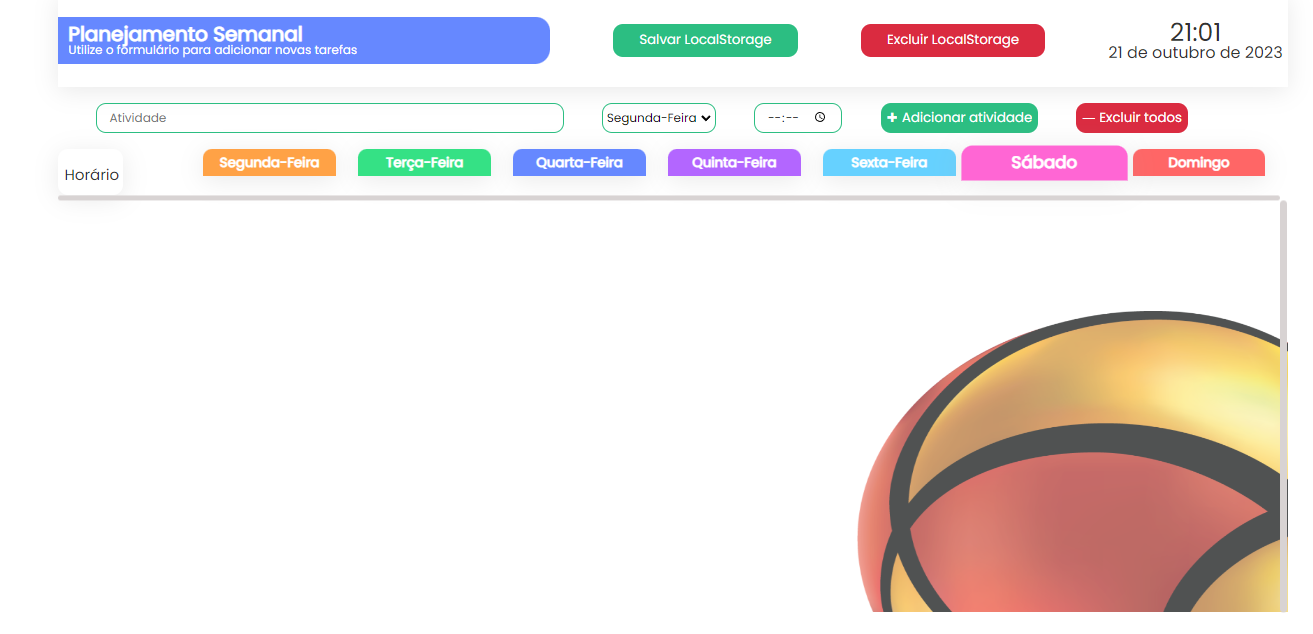 Planejamento Semanal
Utilize o formulário para adicionar novas tarefas
Salvar LocalStorage
Excluir LocalStorage
21:01
21 de outubro de 2023
Atividade
Segunda-Feira
--:--
+ Adicionar atividade
— Excluir todos
Horário
Segunda-Feira
Terça-Feira
Quarta-Feira
Quinta-Feira
Sexta-Feira
Sábado
Domingo